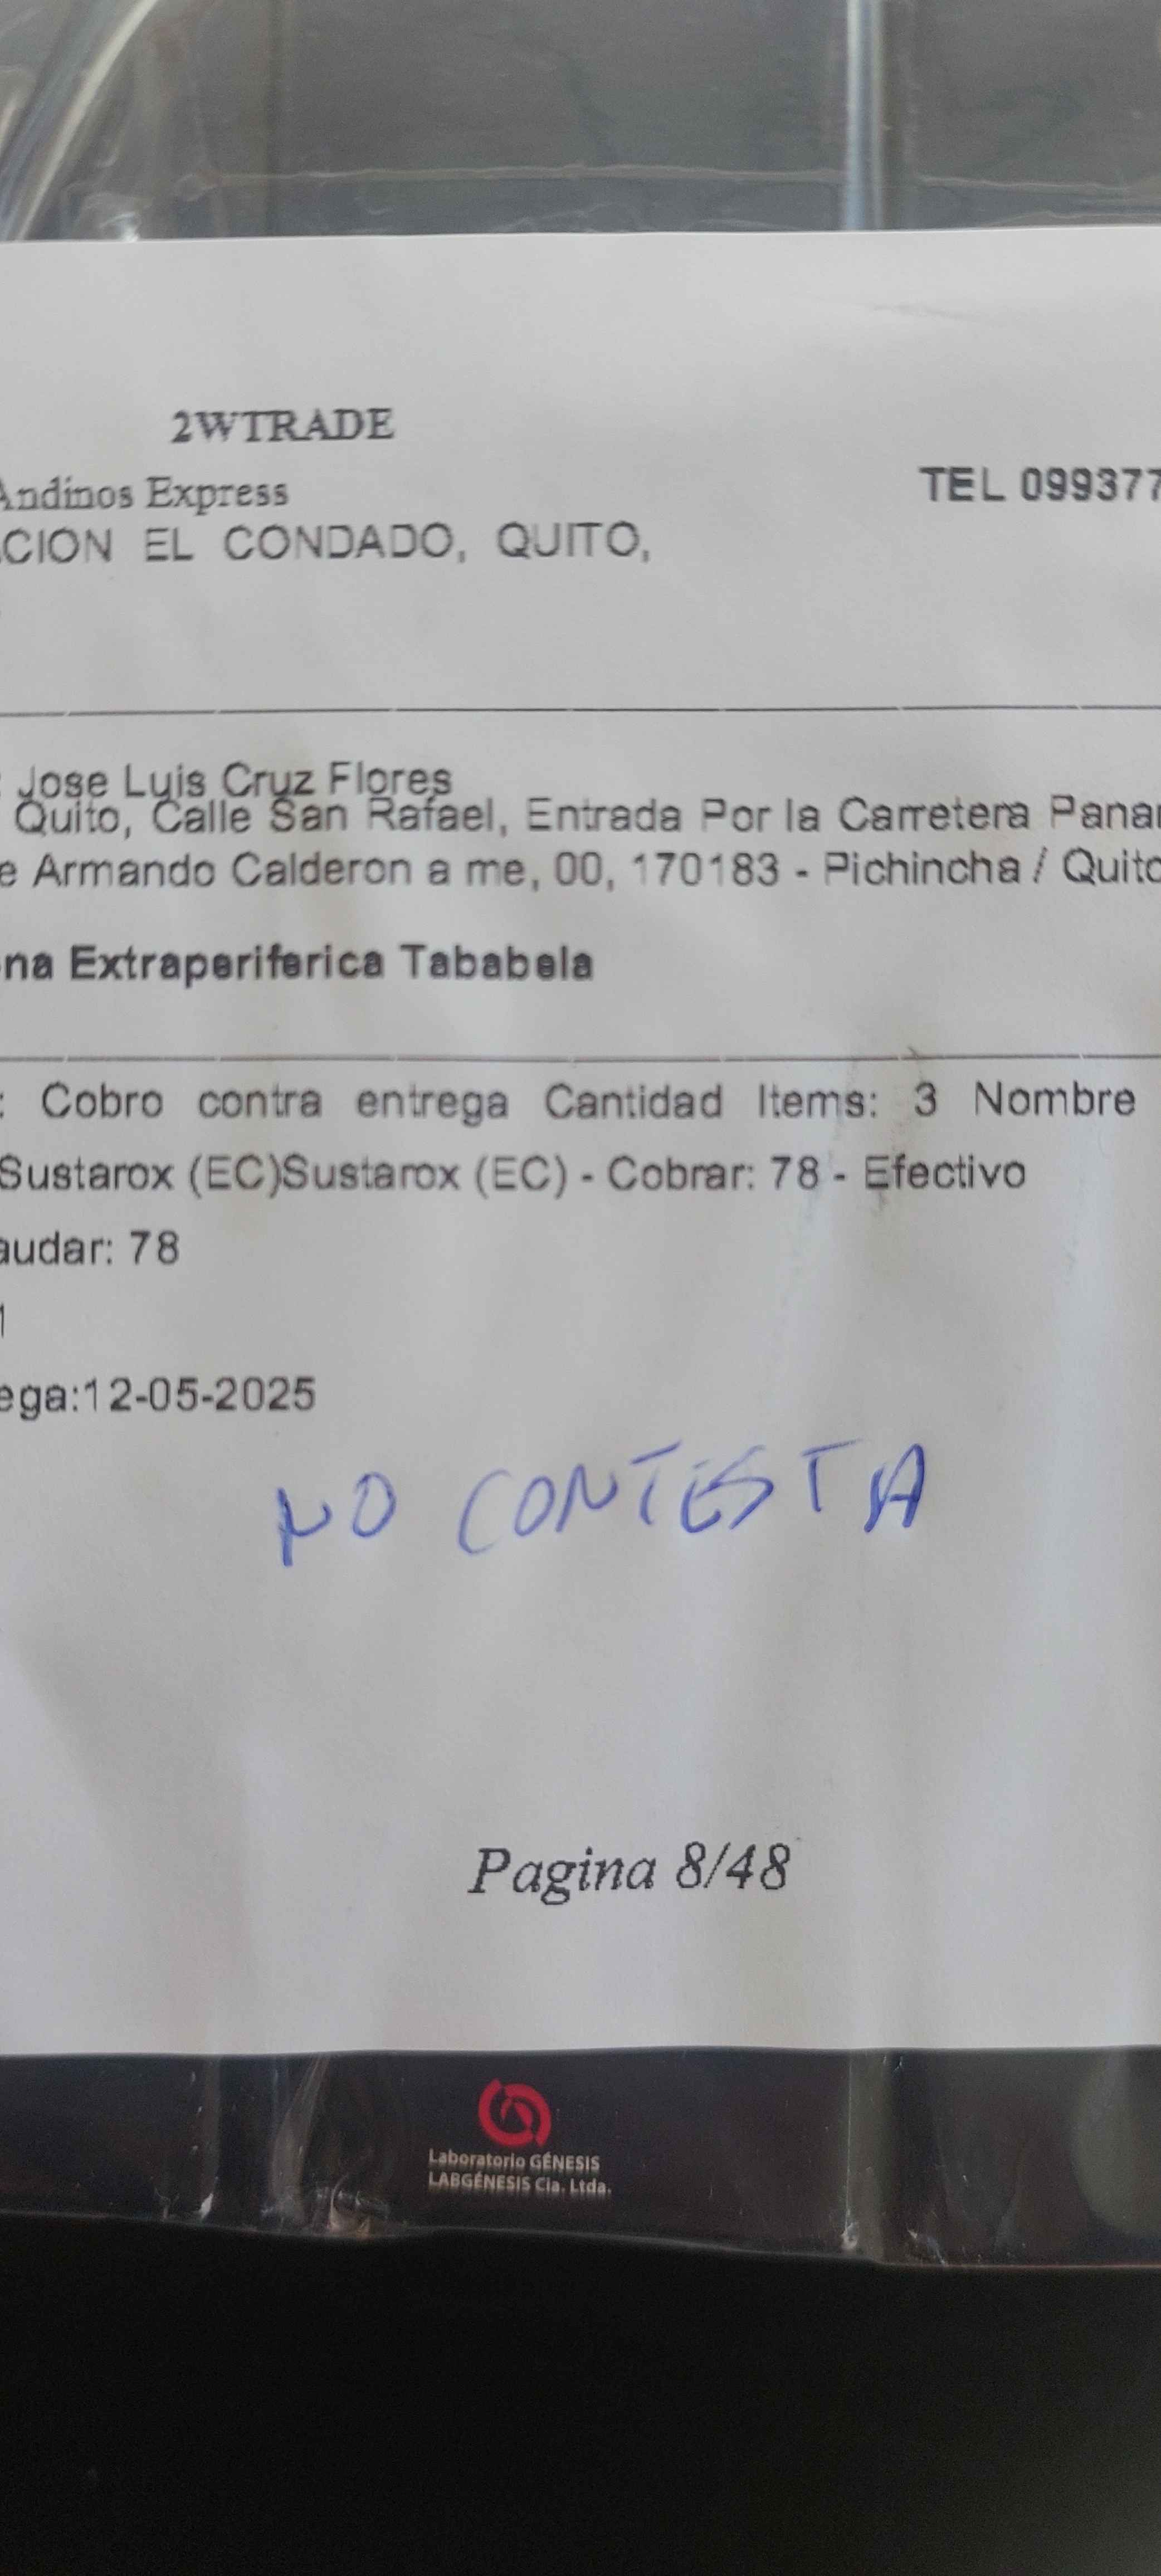 2WTRADE
Andinos Express
TEL 099377
CION EL CONDADO, QUITO,
: Jose Luis Cruz Flores
Quito, Calle San Rafael, Entrada Por la Carretera Panar
e Armando Calderon a me, 00, 170183 - Pichincha / Quito
na Extraperiferica Tababela
: Cobro contra entrega Cantidad Items: 3 Nombre
Sustarox (EC)Sustarox (EC) - Cobrar: 78 - Efectivo
audar: 78
1
ega:12-05-2025
NO CONTESTA
Pagina 8/48
Laboratorio GÉNESIS
LABGÉNESIS Cia. Ltda.